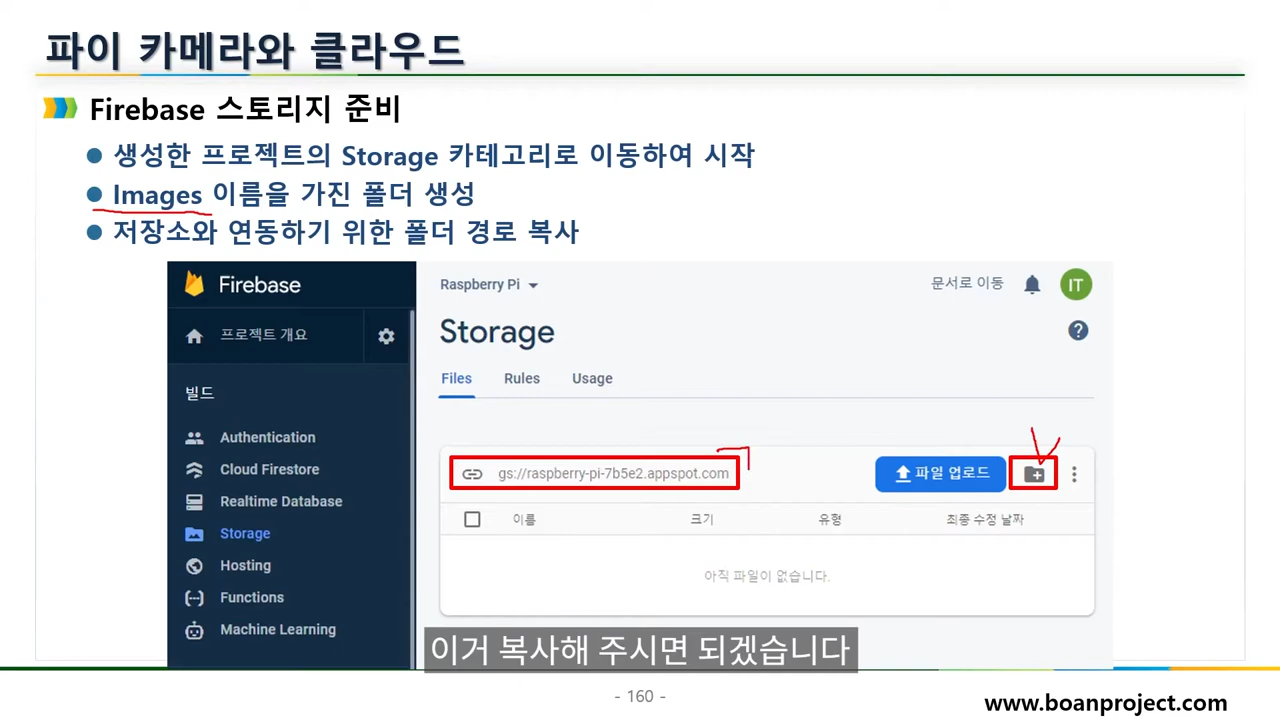 파이 카메라와 클라우드
Firebase 스토리지 준비
생성한 프로젝트의 Storage 카테고리로 이동하여 시작
Images 이름을 가진 폴더 생성
저장소와 연동하기 위한 폴더 경로 복사
Firebase
Raspberry Pi
문서로 이동
IT
프로젝트 개요
Storage
Files Rules Usage
빌드
Authentication
Cloud Firestore
Realtime Database
Storage
Hosting
Functions
Machine Learning
gs://raspberry-pi-7b5e2.appspot.com
파일 업로드
이름 크기 유형 최종 수정 날짜
아직 파일이 없습니다.
이거 복사해 주시면 되겠습니다
- 160 -
www.boanproject.com